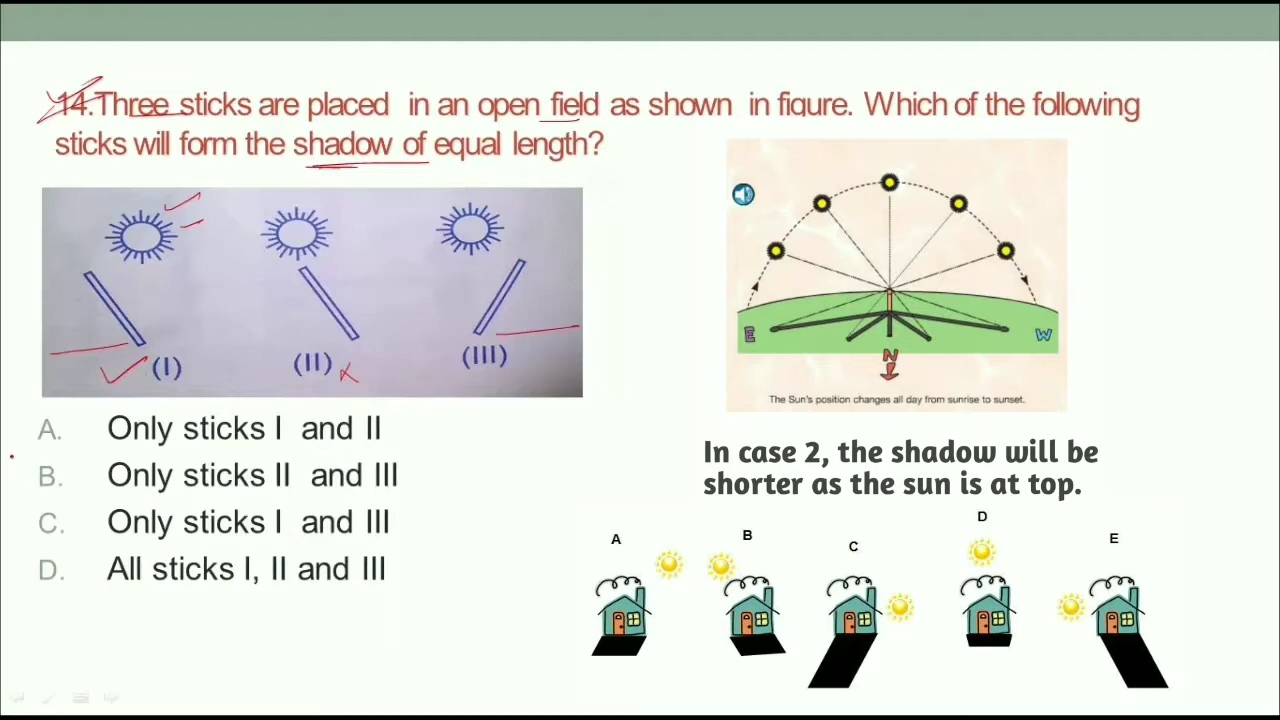 14.Three sticks are placed in an open field as shown in figure. Which of the following
sticks will form the shadow of equal length?
(I)
(II)
(III)
A. Only sticks I and II
B. Only sticks II and III
C. Only sticks I and III
D. All sticks I, II and III
E
W
N
The Sun's position changes all day from sunrise to sunset.
In case 2, the shadow will be
shorter as the sun is at top.
A
B
C
D
E